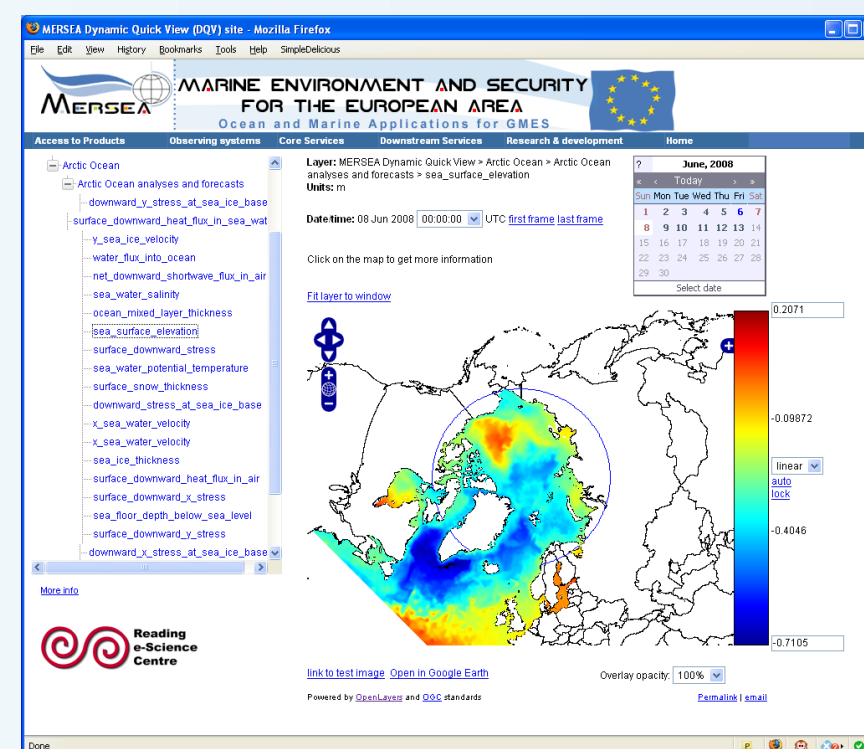 MERSEA Dynamic Quick View (DQV) site - Mozilla Firefox
File Edit View History Bookmarks Tools Help SimpleDelicious
MERSEA
MARINE ENVIRONMENT AND SECURITY
FOR THE EUROPEAN AREA
Ocean and Marine Applications for GMES
Access to Products Observing systems Core Services Downstream Services Research & development Home
Arctic Ocean
Arctic Ocean analyses and forecasts
downward_y_stress_at_sea_ice_base
surface_downward_heat_flux_in_sea_wat
y_sea_ice_velocity
water_flux_into_ocean
net_downward_shortwave_flux_in_air
sea_water_salinity
ocean_mixed_layer_thickness
sea_surface_elevation
surface_downward_stress
sea_water_potential_temperature
surface_snow_thickness
downward_stress_at_sea_ice_base
x_sea_water_velocity
x_sea_water_velocity
sea_ice_thickness
surface_downward_heat_flux_in_air
surface_downward_x_stress
sea_floor_depth_below_sea_level
surface_downward_y_stress
downward_x_stress_at_sea_ice_base
More info
Reading
e-Science
Centre
Layer: MERSEA Dynamic Quick View > Arctic Ocean > Arctic Ocean
analyses and forecasts > sea_surface_elevation
Units: m
Date/time: 08 Jun 2008 00:00:00 UTC first frame last frame
Click on the map to get more information
Fit layer to window
? June, 2008
« ‹ Today › »
Sun Mon Tue Wed Thu Fri Sat
1 2 3 4 5 6 7
8 9 10 11 12 13 14
15 16 17 18 19 20 21
22 23 24 25 26 27 28
29 30
Select date
0.2071
-0.09872
linear
auto
lock
-0.4046
-0.7105
link to test image Open in Google Earth
Overlay opacity: 100%
Powered by OpenLayers and OGC standards
Permalink | email
Done